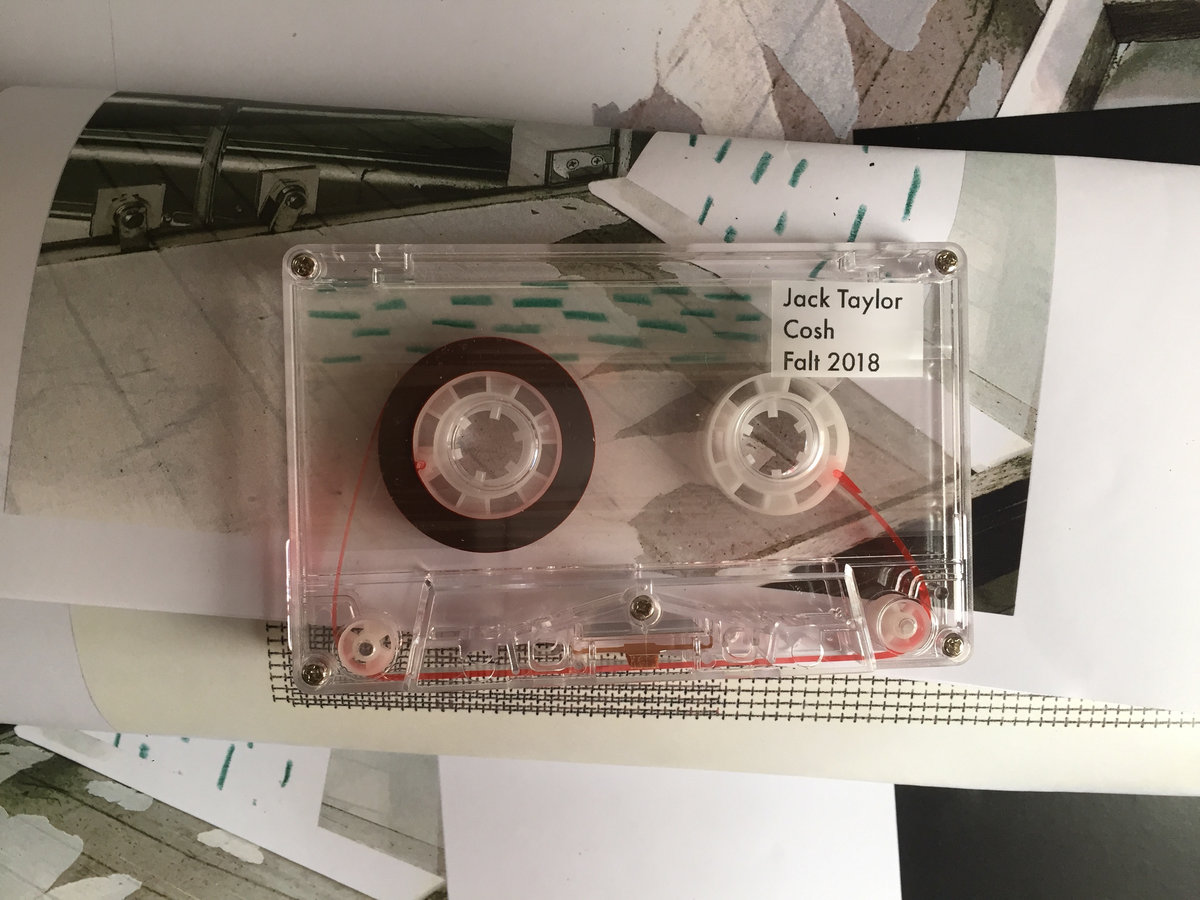 Jack Taylor
Cosh
Falt 2018